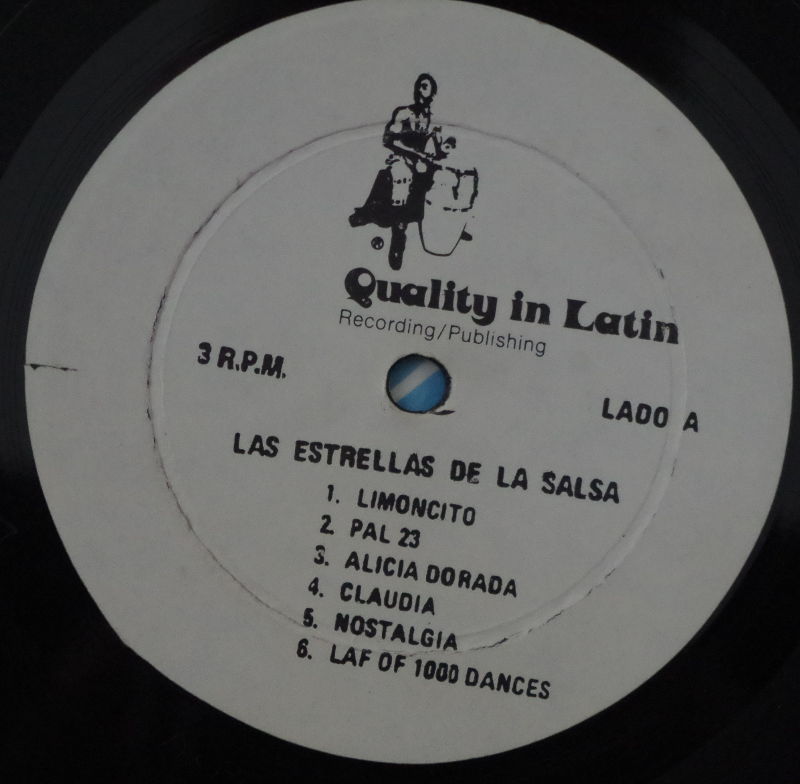 ®
Quality in Latin
Recording/Publishing
3 R.P.M.
LADO A
LAS ESTRELLAS DE LA SALSA
1. LIMONCITO
2. PAL 23
3. ALICIA DORADA
4. CLAUDIA
5. NOSTALGIA
6. LAF OF 1000 DANCES